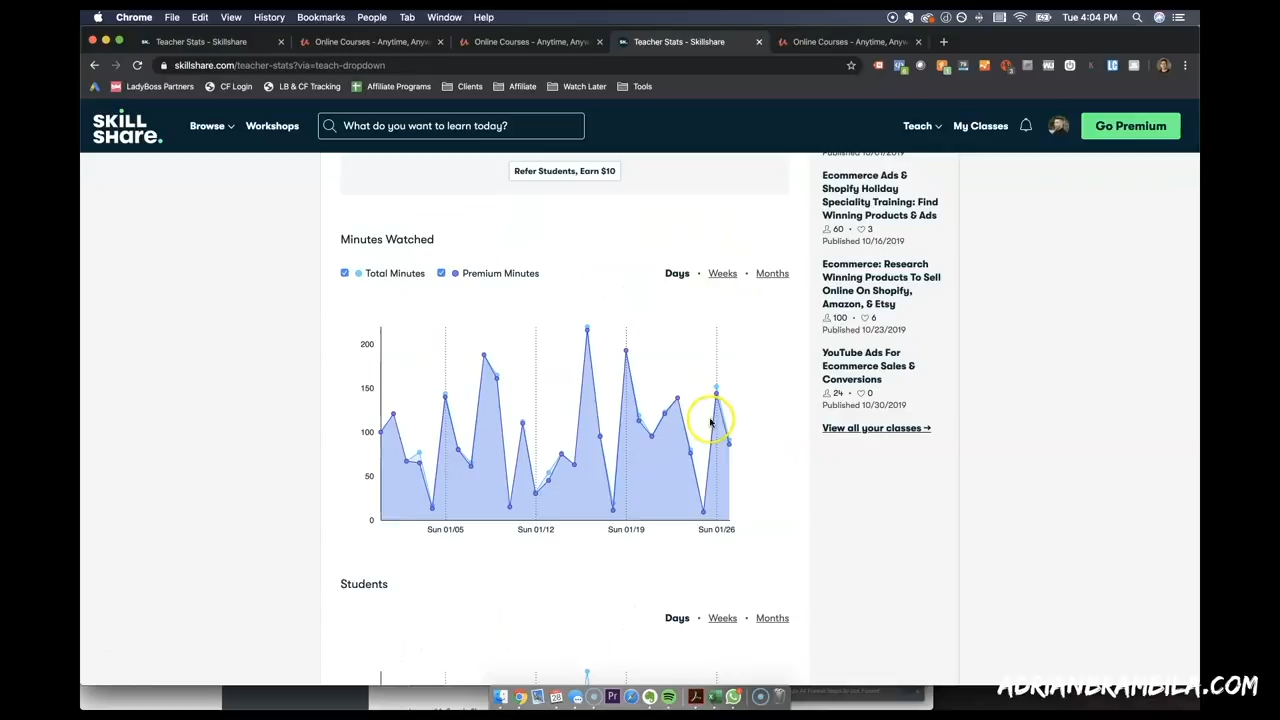 Chrome File Edit View History Bookmarks People Tab Window Help Tue 4:04 PM
Teacher Stats - Skillshare Online Courses - Anytime, Anyw Online Courses - Anytime, Anyw Teacher Stats - Skillshare Online Courses - Anytime, Anyw
skillshare.com/teacher-stats?via=teach-dropdown
LadyBoss Partners CF Login LB & CF Tracking Affiliate Programs Clients Affiliate Watch Later Tools
SKILL
SHARE.
Browse Workshops What do you want to learn today? Teach My Classes Go Premium
Refer Students, Earn $10
Minutes Watched
Total Minutes Premium Minutes Days • Weeks • Months
200
150
100
50
0
Sun 01/05 Sun 01/12 Sun 01/19 Sun 01/26
Students
Days • Weeks • Months
Published 10/01/2019
Ecommerce Ads &
Shopify Holiday
Speciality Training: Find
Winning Products & Ads
60 • 3
Published 10/16/2019
Ecommerce: Research
Winning Products To Sell
Online On Shopify,
Amazon, & Etsy
100 • 6
Published 10/23/2019
YouTube Ads For
Ecommerce Sales &
Conversions
24 • 0
Published 10/30/2019
View all your classes →
ADRIANBRAMBILA.COM